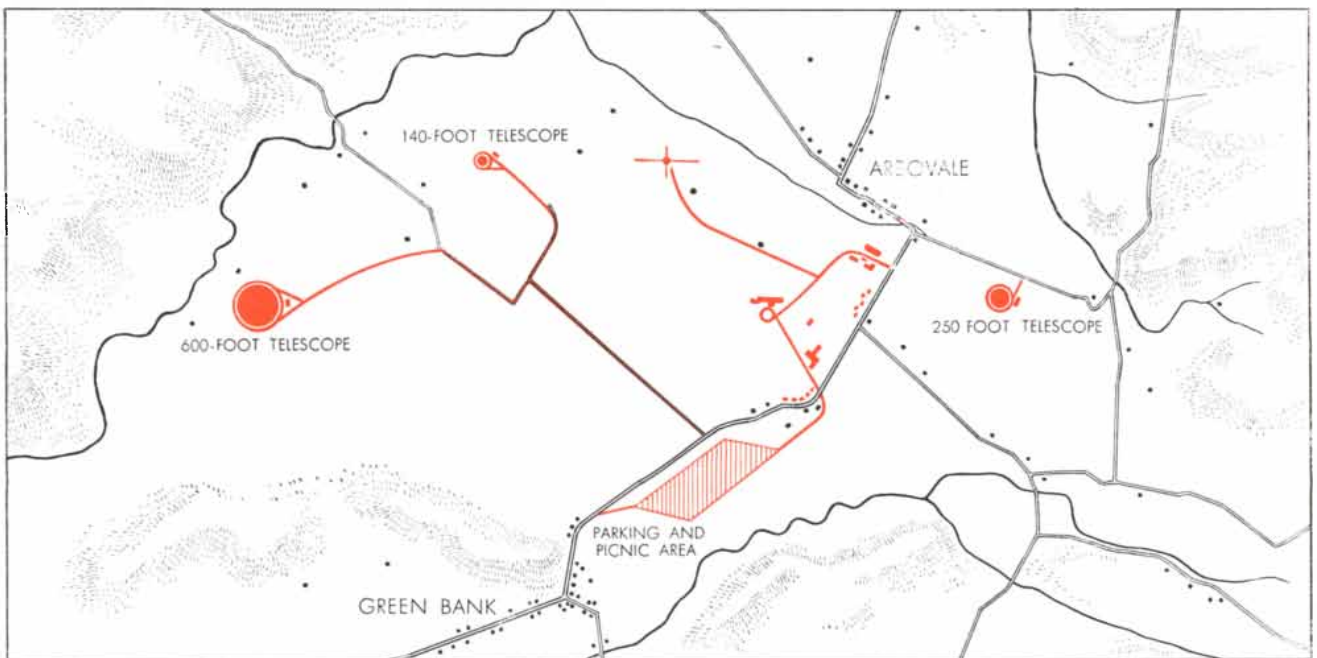 140-FOOT TELESCOPE
ARBOVALE
600-FOOT TELESCOPE
250 FOOT TELESCOPE
PARKING AND
PICNIC AREA
GREEN BANK